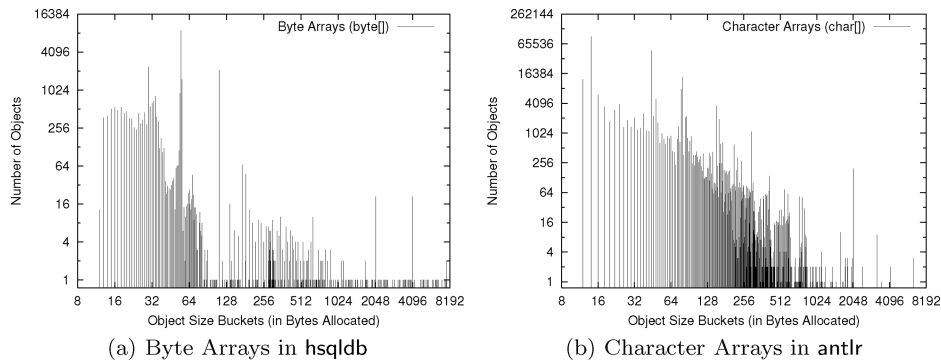 16384
4096
1024
256
64
16
4
1
Number of Objects
Byte Arrays (byte[])
8 16 32 64 128 256 512 1024 2048 4096 8192
Object Size Buckets (in Bytes Allocated)
(a) Byte Arrays in hsqldb
262144
65536
16384
4096
1024
256
64
16
4
1
Number of Objects
Character Arrays (char[])
8 16 32 64 128 256 512 1024 2048 4096 8192
Object Size Buckets (in Bytes Allocated)
(b) Character Arrays in antlr